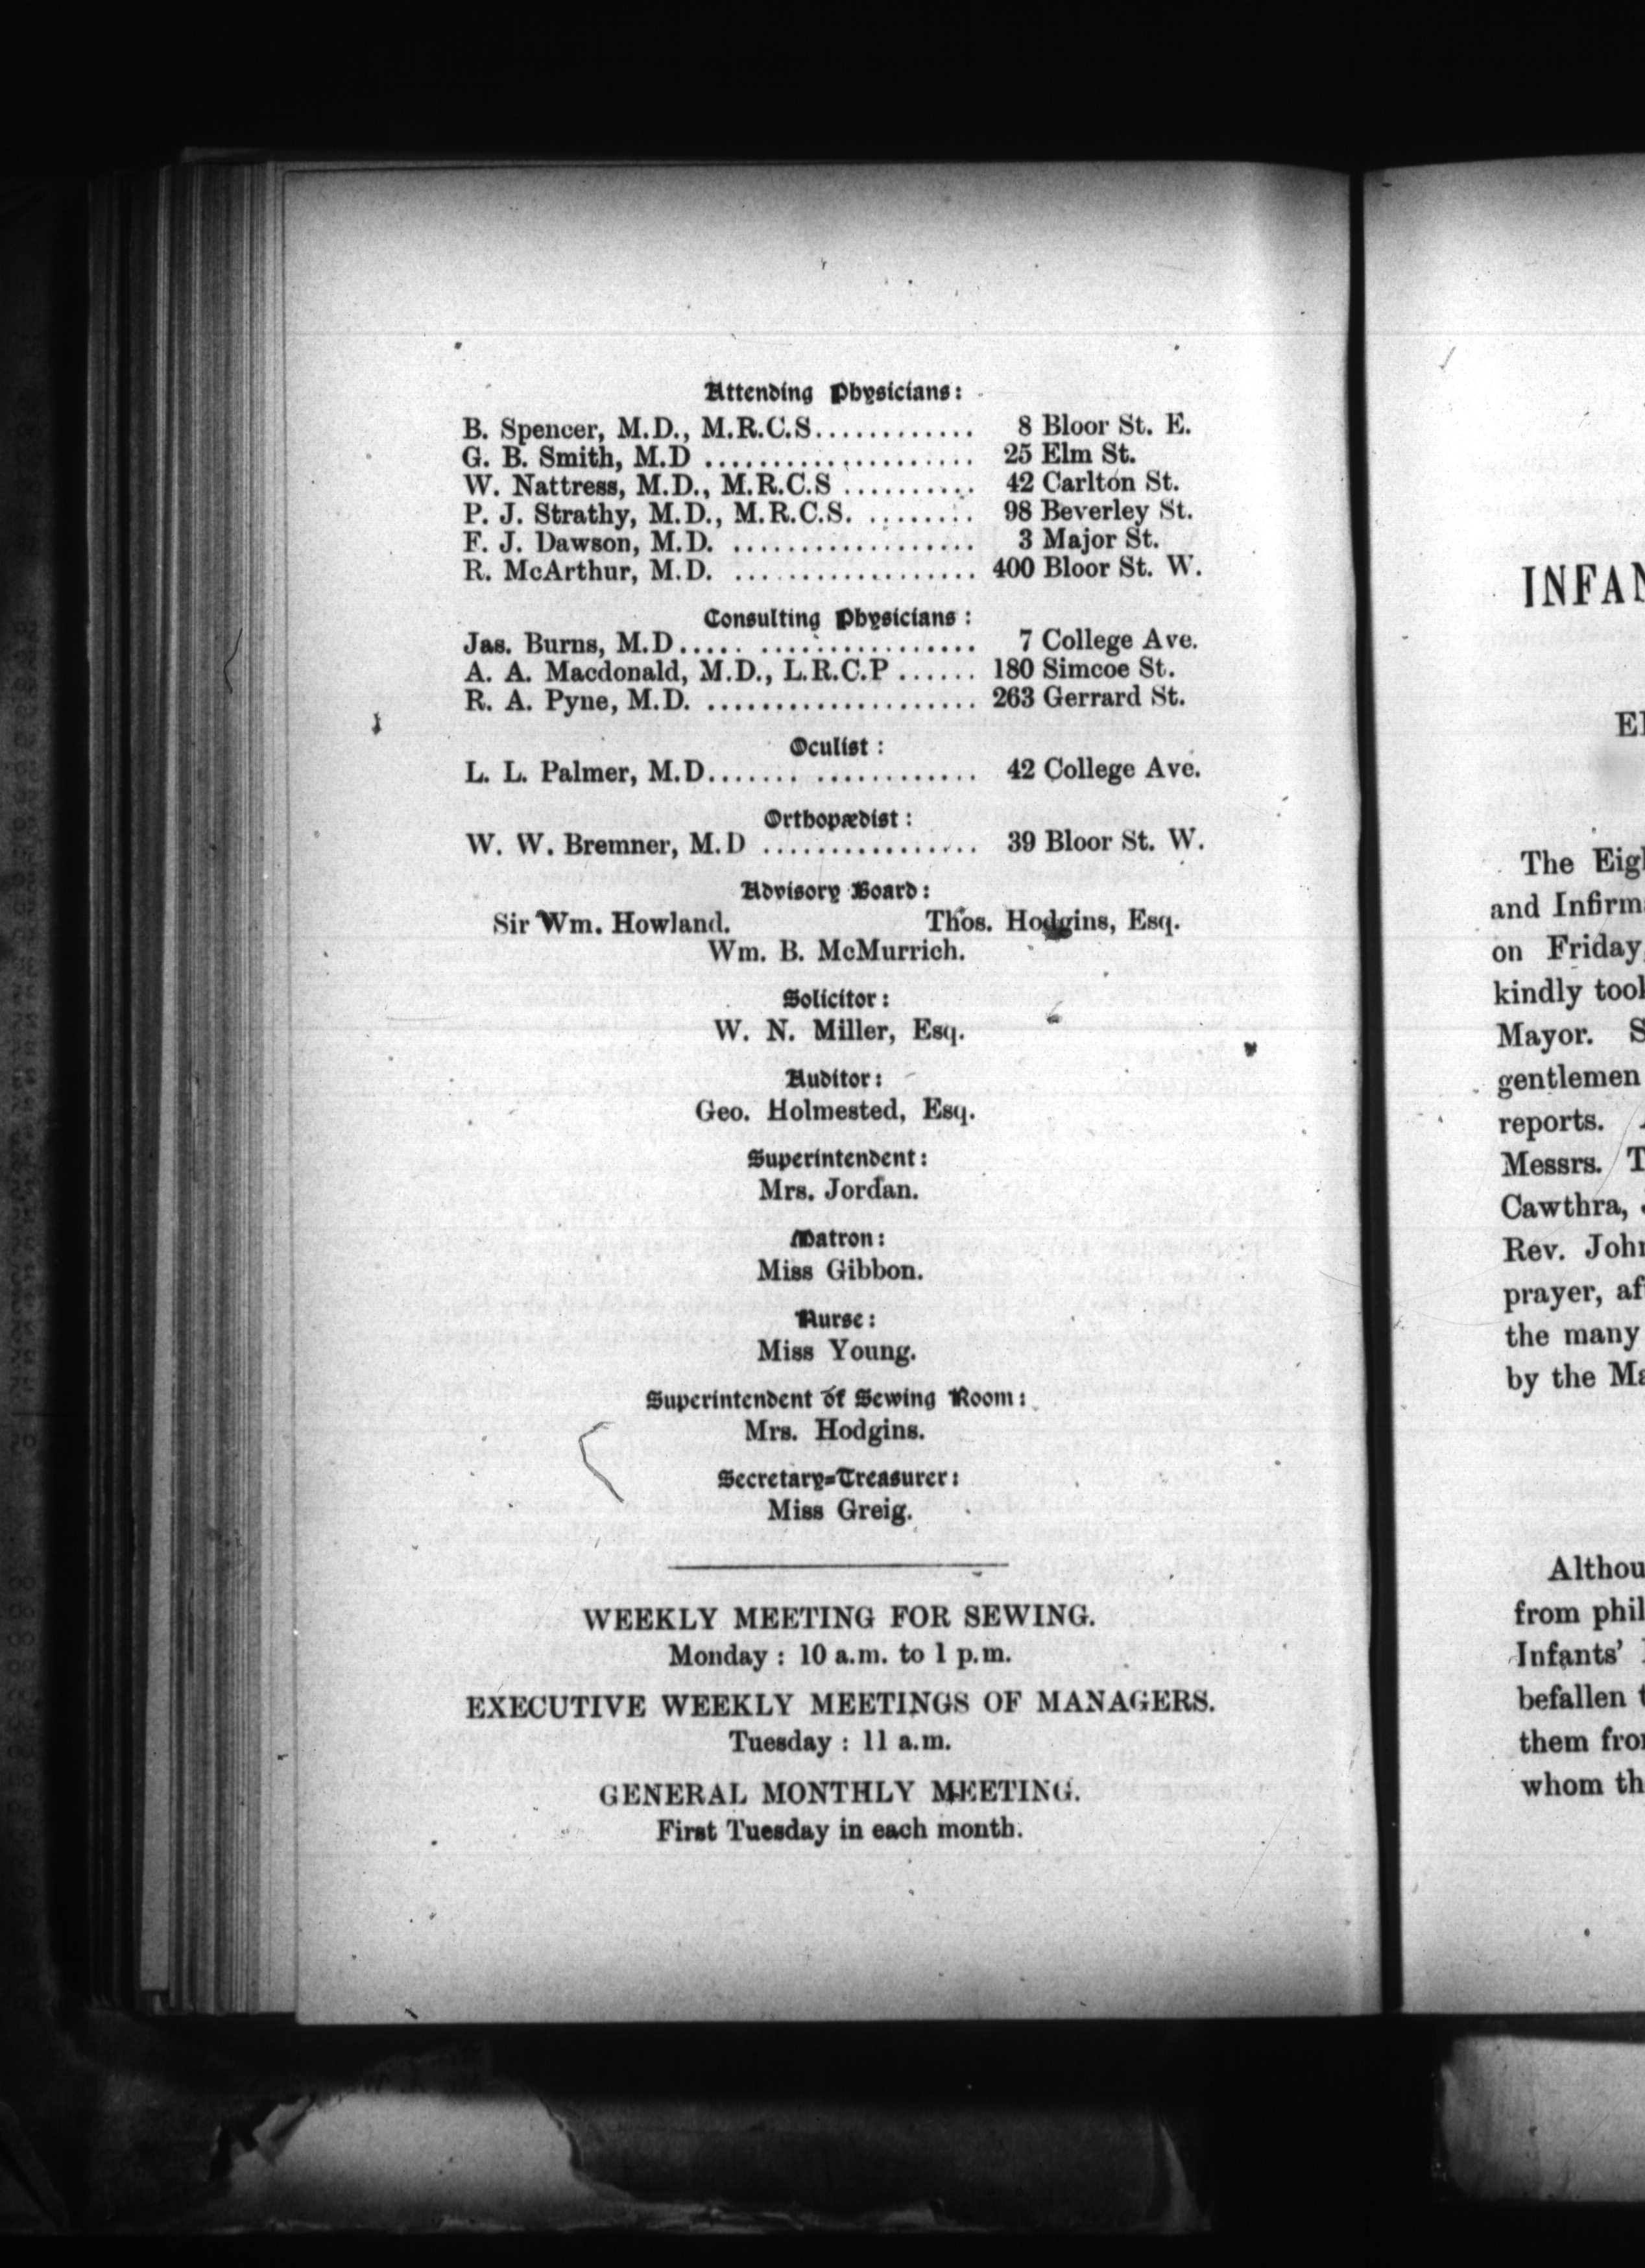 Attending Physicians:
B. Spencer, M.D., M.R.C.S............ 8 Bloor St. E.
G. B. Smith, M.D .................... 25 Elm St.
W. Nattress, M.D., M.R.C.S .......... 42 Carlton St.
P. J. Strathy, M.D., M.R.C.S. ........ 98 Beverley St.
F. J. Dawson, M.D. .................. 3 Major St.
R. McArthur, M.D. .................. 400 Bloor St. W.
Consulting Physicians:
Jas. Burns, M.D..... ................ 7 College Ave.
A. A. Macdonald, M.D., L.R.C.P ...... 180 Simcoe St.
R. A. Pyne, M.D. .................... 263 Gerrard St.
Oculist:
L. L. Palmer, M.D....... ............ 42 College Ave.
Orthopædist:
W. W. Bremner, M.D ................ 39 Bloor St. W.
Advisory Board:
Sir Wm. Howland. Thos. Hodgins, Esq.
Wm. B. McMurrich.
Solicitor:
W. N. Miller, Esq.
Auditor:
Geo. Holmested, Esq.
Superintendent:
Mrs. Jordan.
Matron:
Miss Gibbon.
Nurse:
Miss Young.
Superintendent of Sewing Room:
Mrs. Hodgins.
Secretary-Treasurer:
Miss Greig.
WEEKLY MEETING FOR SEWING.
Monday : 10 a.m. to 1 p.m.
EXECUTIVE WEEKLY MEETINGS OF MANAGERS.
Tuesday : 11 a.m.
GENERAL MONTHLY MEETING.
First Tuesday in each month.
INFAN
The Eig
and Infirm
on Friday,
kindly took
Mayor. S
gentlemen
reports.
Messrs. T
Cawthra,
Rev. John
prayer, af
the many
by the Ma
Althou
from phil
Infants'
befallen t
them from
whom th